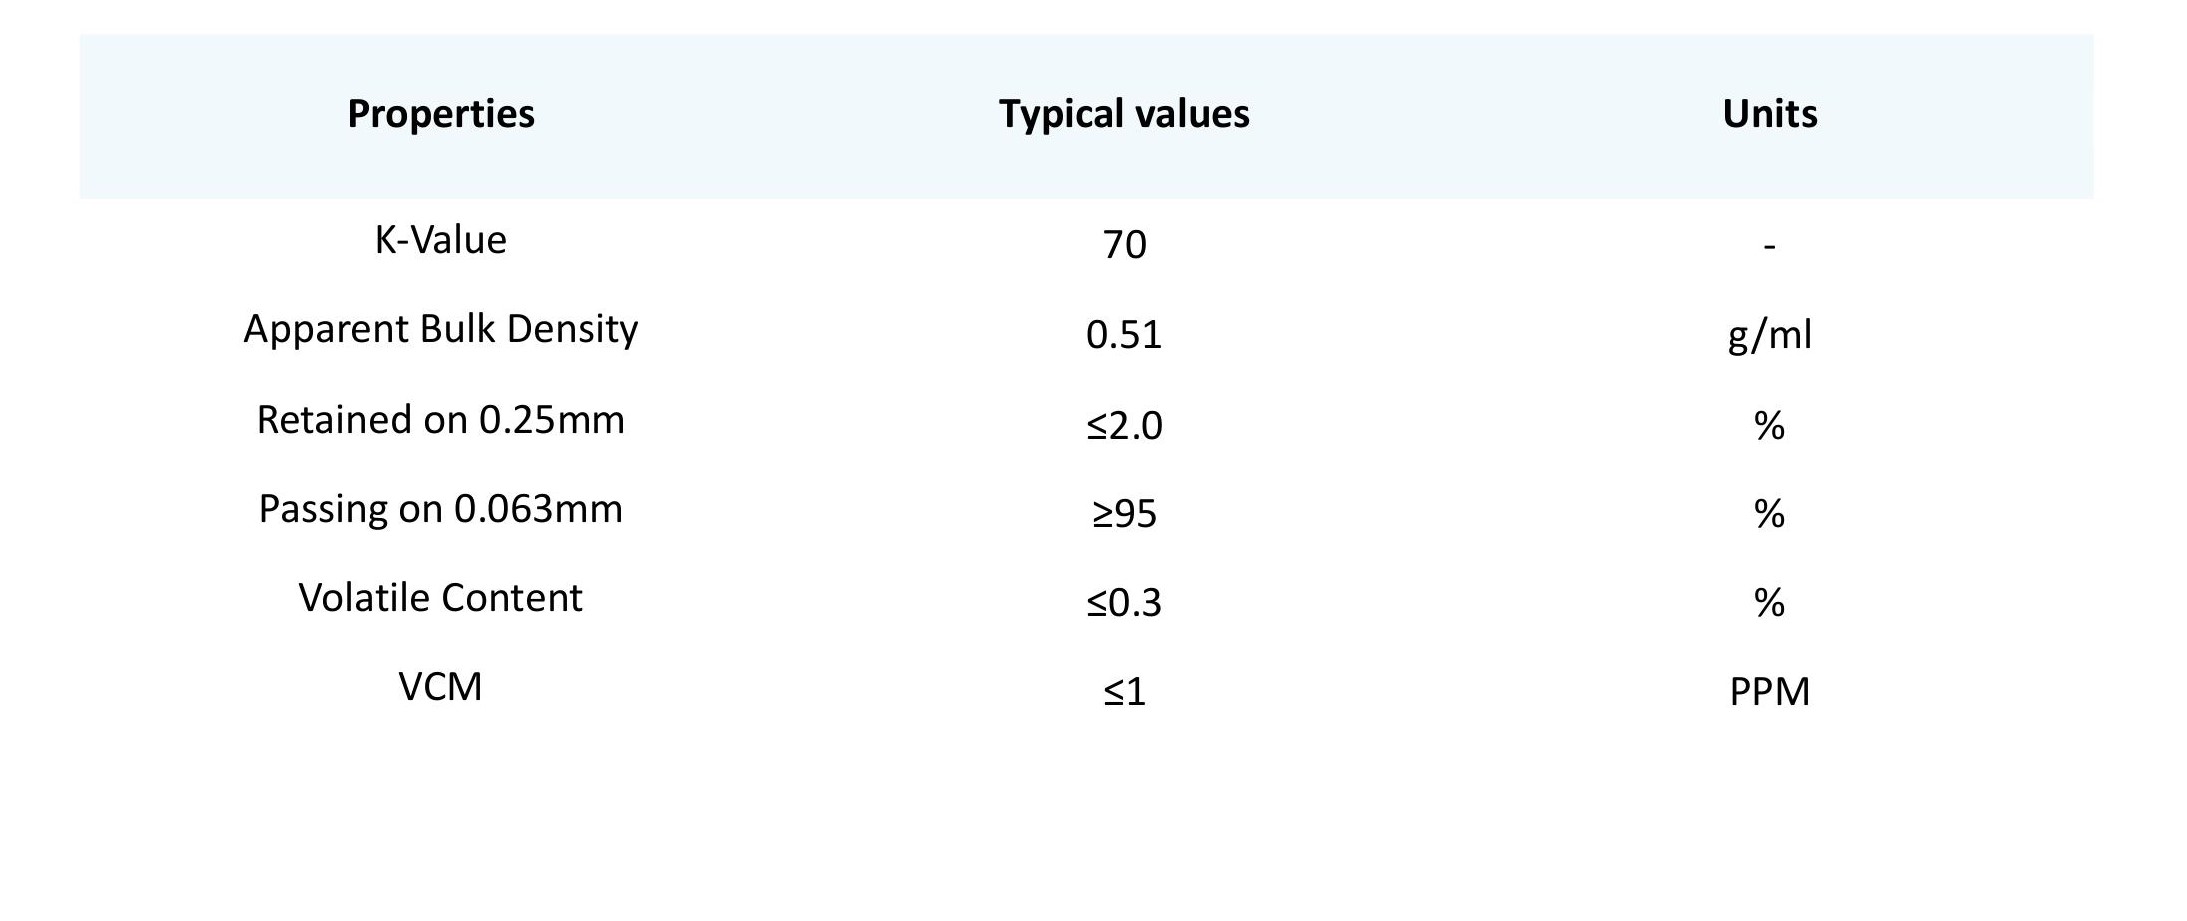 Properties Typical values Units
K-Value 70 -
Apparent Bulk Density 0.51 g/ml
Retained on 0.25mm ≤2.0 %
Passing on 0.063mm ≥95 %
Volatile Content ≤0.3 %
VCM ≤1 PPM